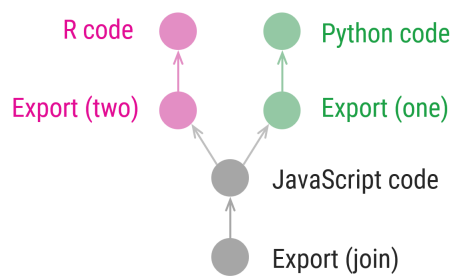 R code
Python code
Export (two)
Export (one)
JavaScript code
Export (join)